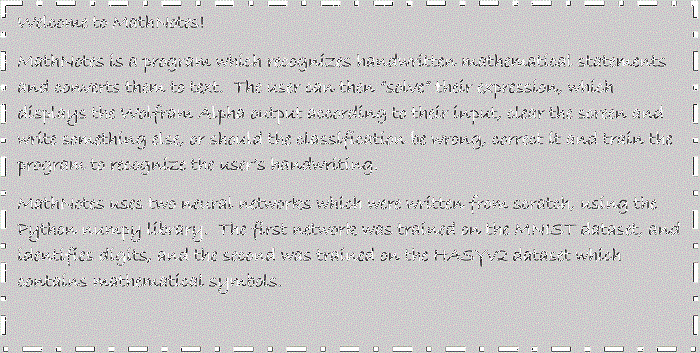 Welcome to MathNotes!
MathNotes is a program which recognizes handwritten mathematical statements
and converts them to text. The user can then "solve" their expression, which
displays the Wolfram Alpha output according to their input, clear the screen and
write something else, or should the classification be wrong, correct it and train the
program to recognize the user's handwriting.
MathNotes uses two neural networks which were written from scratch, using the
Python numpy library. The first network was trained on the MNIST dataset, and
identifies digits, and the second was trained on the HASYv2 dataset which
contains mathematical symbols.